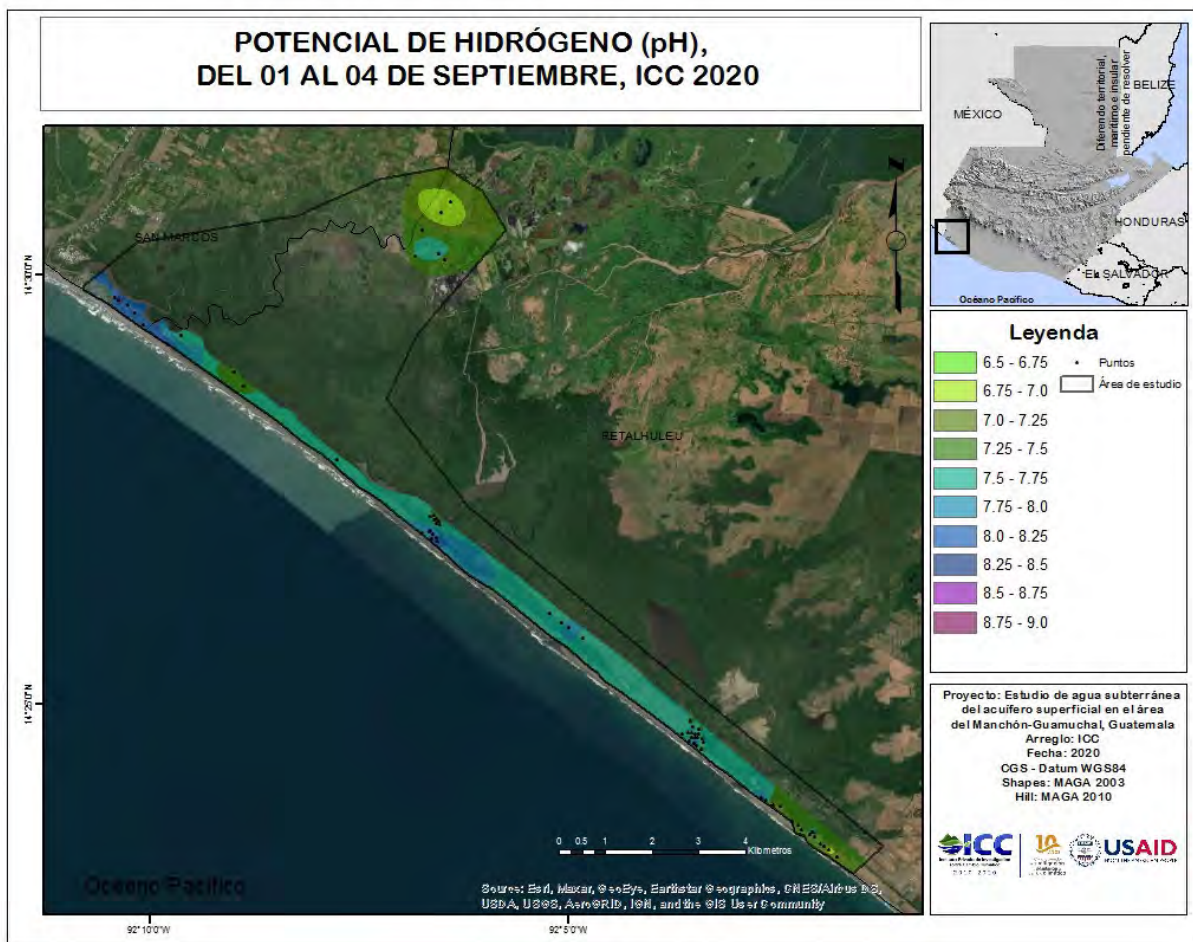 POTENCIAL DE HIDRÓGENO (pH),
DEL 01 AL 04 DE SEPTIEMBRE, ICC 2020
SAN MARCOS
RETALHULEU
Océano Pacífico
14°30'0"N
14°25'0"N
92°10'0"W
92°5'0"W
0 0.5 1 2 3 4
Kilómetros
Source: Esri, Maxar, GeoEye, Earthstar Geographics, CNES/Airbus DS,
USDA, USGS, AeroGRID, IGN, and the GIS User Community
MÉXICO
BELIZE
Diferendo territorial,
marítimo e insular
pendiente de resolver
HONDURAS
EL SALVADOR
Océano Pacífico
Leyenda
6.5 - 6.75
6.75 - 7.0
7.0 - 7.25
7.25 - 7.5
7.5 - 7.75
7.75 - 8.0
8.0 - 8.25
8.25 - 8.5
8.5 - 8.75
8.75 - 9.0
Puntos
Área de estudio
Proyecto: Estudio de agua subterránea
del acuífero superficial en el área
del Manchón-Guamuchal, Guatemala
Arreglo: ICC
Fecha: 2020
CGS - Datum WGS84
Shapes: MAGA 2003
Hill: MAGA 2010
ICC
2010 - 2020
10
USAID